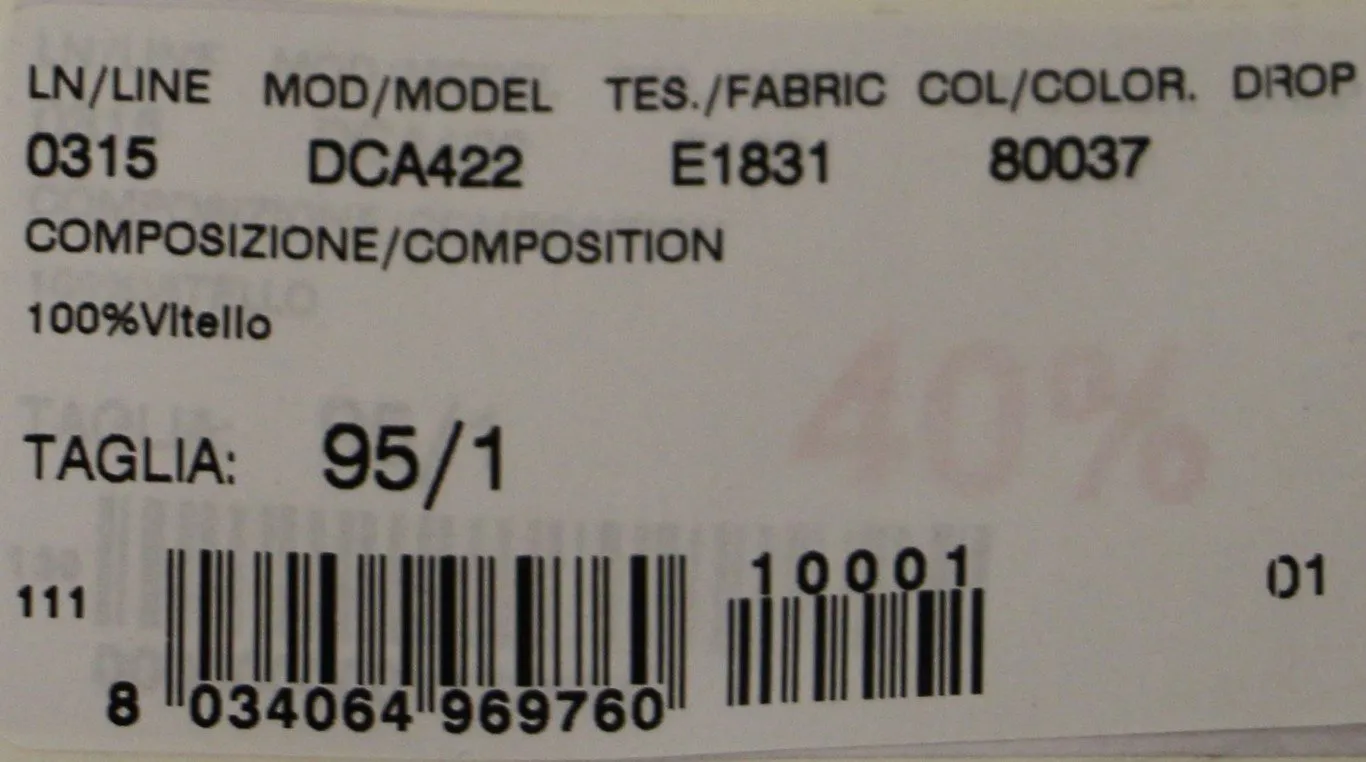 LN/LINE MOD/MODEL TES./FABRIC COL/COLOR. DROP
0315 DCA422 E1831 80037
COMPOSIZIONE/COMPOSITION
100%VItello
40%
TAGLIA: 95/1
10001
111 01
8 034064 969760